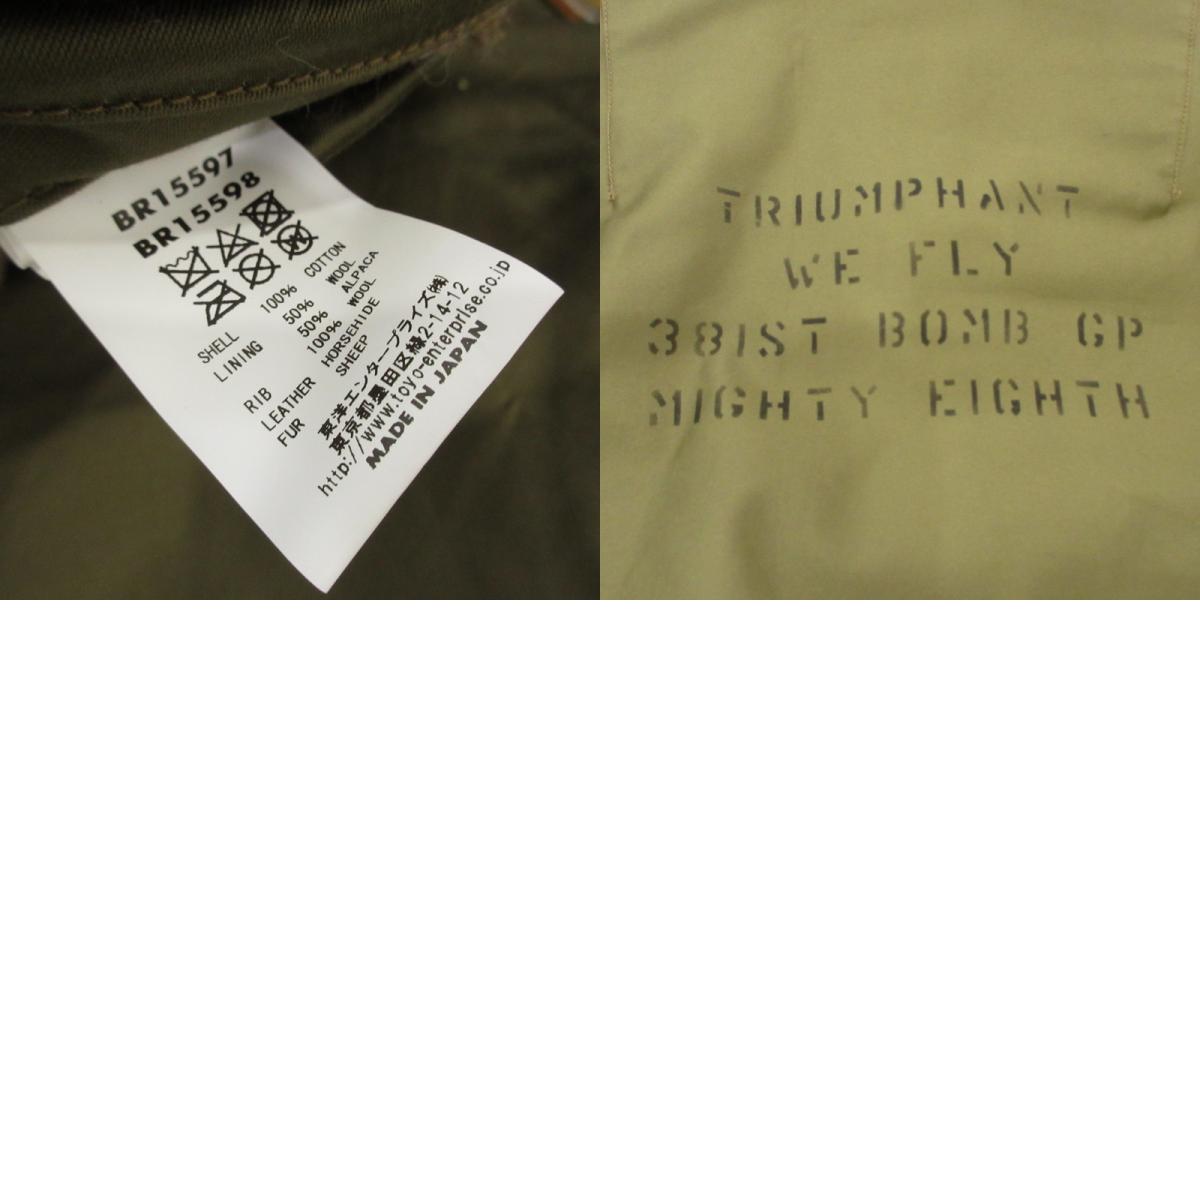 BR15597
BR15598
SHELL 100% COTTON
LINING 50% WOOL
50% ALPACA
RIB 100% WOOL
LEATHER HORSEHIDE
FUR SHEEP
東洋エンタープライズ㈱
東京都墨田区緑2-14-12
http://www.toyo-enterprise.co.jp
MADE IN JAPAN
TRIUMPHANT
WE FLY
381ST BOMB GP
MIGHTY EIGHTH